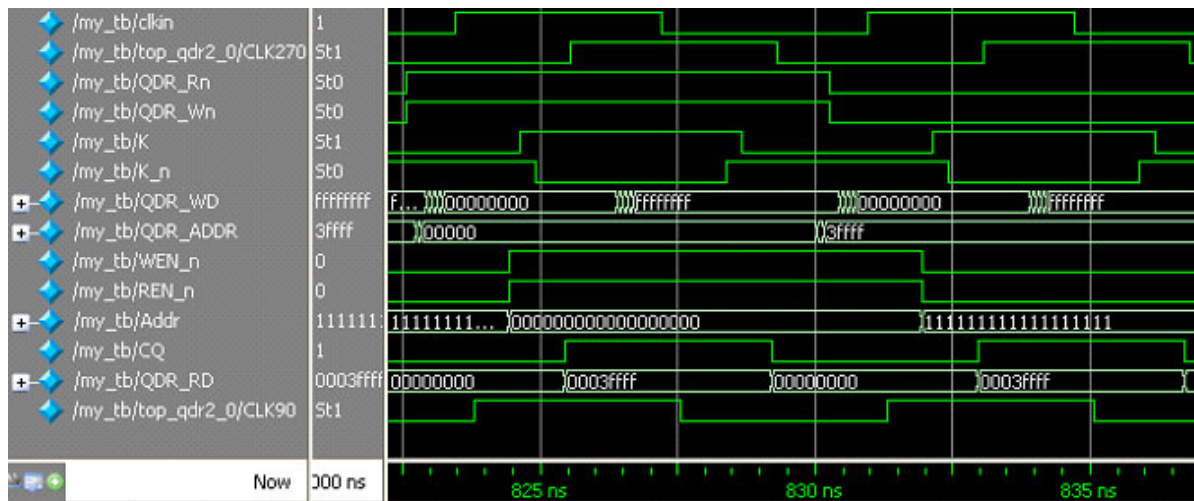 /my_tb/clkin 1
/my_tb/top_qdr2_0/CLK270 St1
/my_tb/QDR_Rn St0
/my_tb/QDR_Wn St0
/my_tb/K St1
/my_tb/K_n St0
/my_tb/QDR_WD ffffffff f... 00000000 ffffffff 00000000 ffffffff
/my_tb/QDR_ADDR 3ffff 00000 3ffff
/my_tb/WEN_n 0
/my_tb/REN_n 0
/my_tb/Addr 111111 11111111... 000000000000000000 111111111111111111
/my_tb/CQ 1
/my_tb/QDR_RD 0003ffff 00000000 0003ffff 00000000 0003ffff
/my_tb/top_qdr2_0/CLK90 St1
Now 000 ns
825 ns 830 ns 835 ns